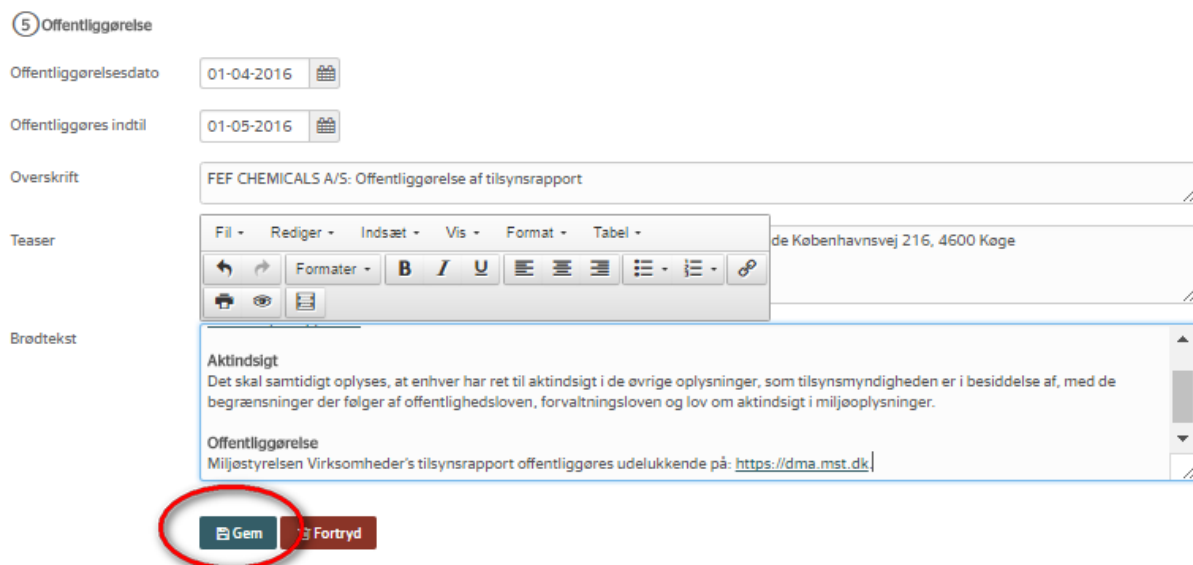 5 Offentliggørelse
Offentliggørelsesdato 01-04-2016
Offentliggøres indtil 01-05-2016
Overskrift FEF CHEMICALS A/S: Offentliggørelse af tilsynsrapport
Fil Rediger Indsæt Vis Format Tabel
Teaser de Københavnsvej 216, 4600 Køge
Formater B I U
Brødtekst
Aktindsigt
Det skal samtidigt oplyses, at enhver har ret til aktindsigt i de øvrige oplysninger, som tilsynsmyndigheden er i besiddelse af, med de
begrænsninger der følger af offentlighedsloven, forvaltningsloven og lov om aktindsigt i miljøoplysninger.
Offentliggørelse
Miljøstyrelsen Virksomheder's tilsynsrapport offentliggøres udelukkende på: https://dma.mst.dk.
Gem Fortryd